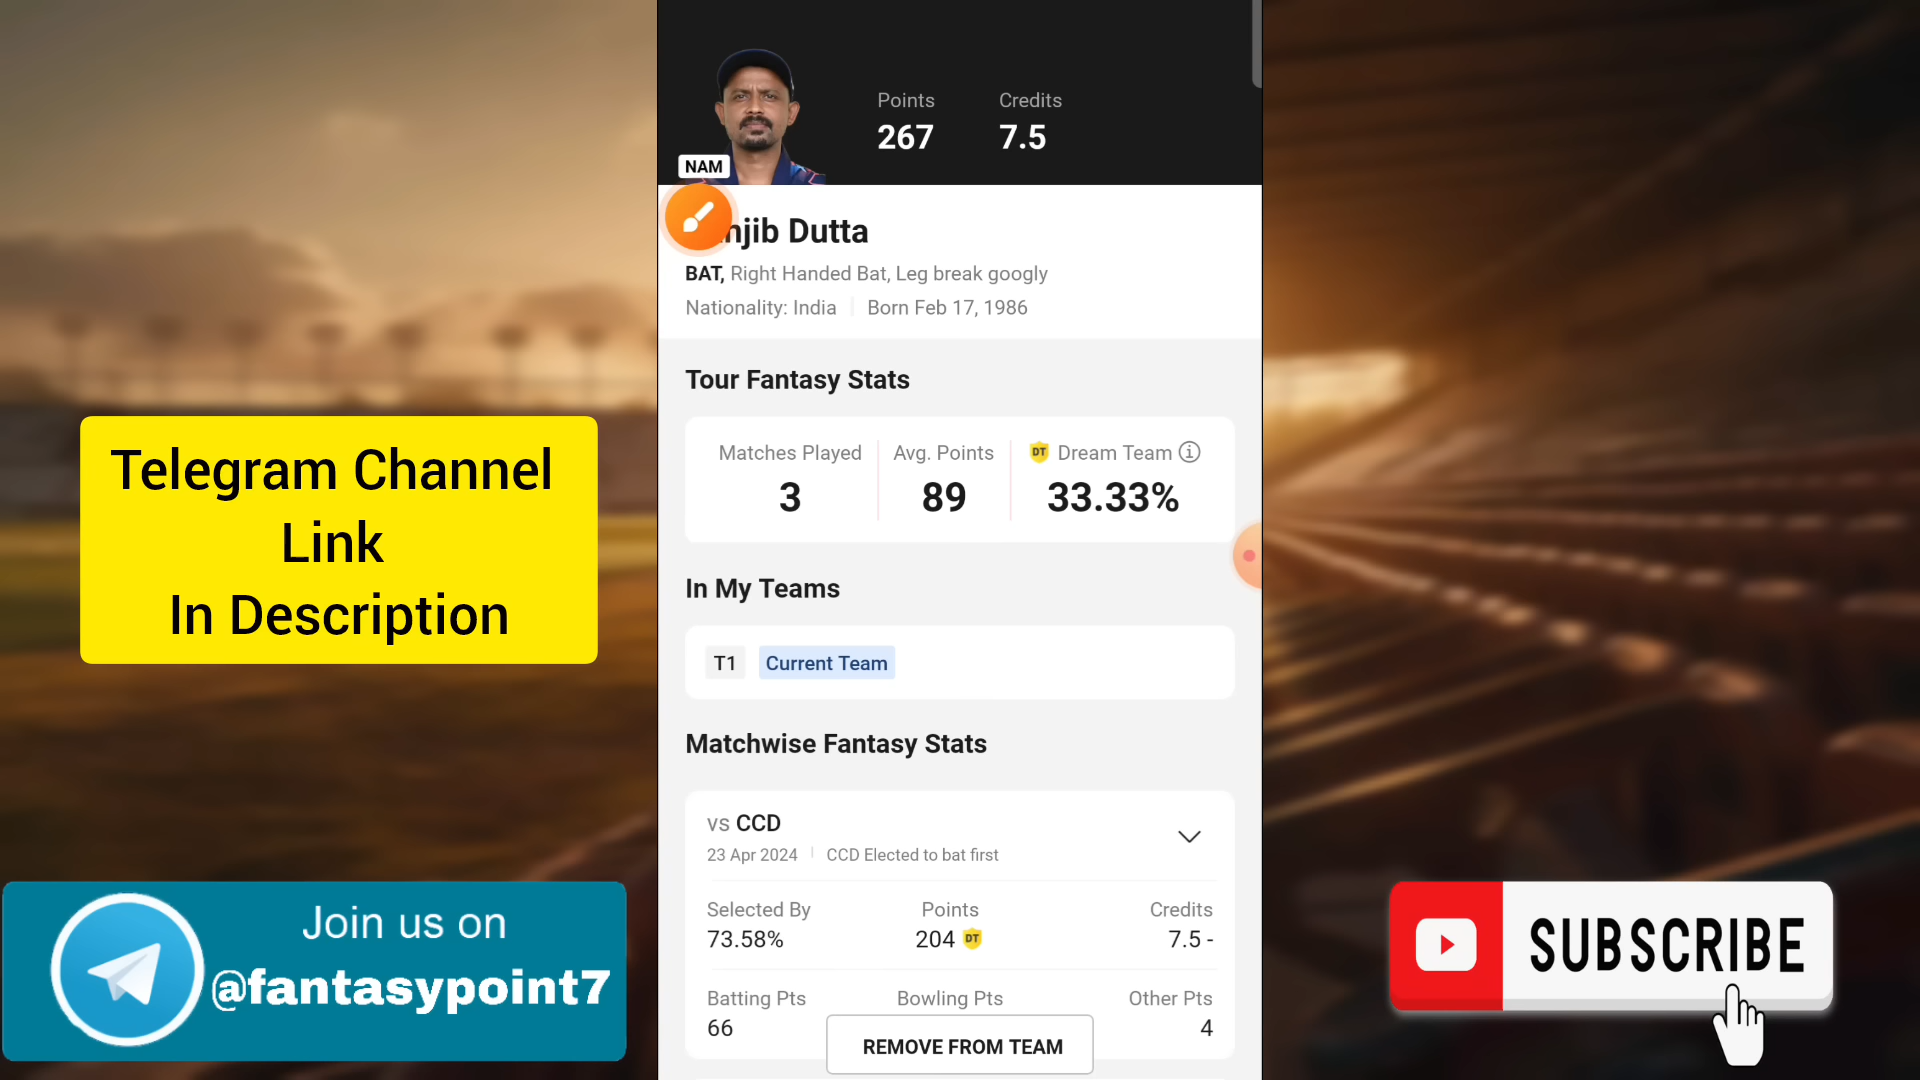 Points
Credits
267
7.5
NAM
njib Dutta
BAT, Right Handed Bat, Leg break googly
Nationality: India
Born Feb 17, 1986
Tour Fantasy Stats
Matches Played
Avg. Points
DT Dream Team
3
89
33.33%
In My Teams
T1
Current Team
Matchwise Fantasy Stats
vs CCD
23 Apr 2024
CCD Elected to bat first
Selected By
Points
Credits
73.58%
204 DT
7.5 -
Batting Pts
Bowling Pts
Other Pts
66
4
REMOVE FROM TEAM
Telegram Channel
Link
In Description
Join us on
@fantasypoint7
SUBSCRIBE